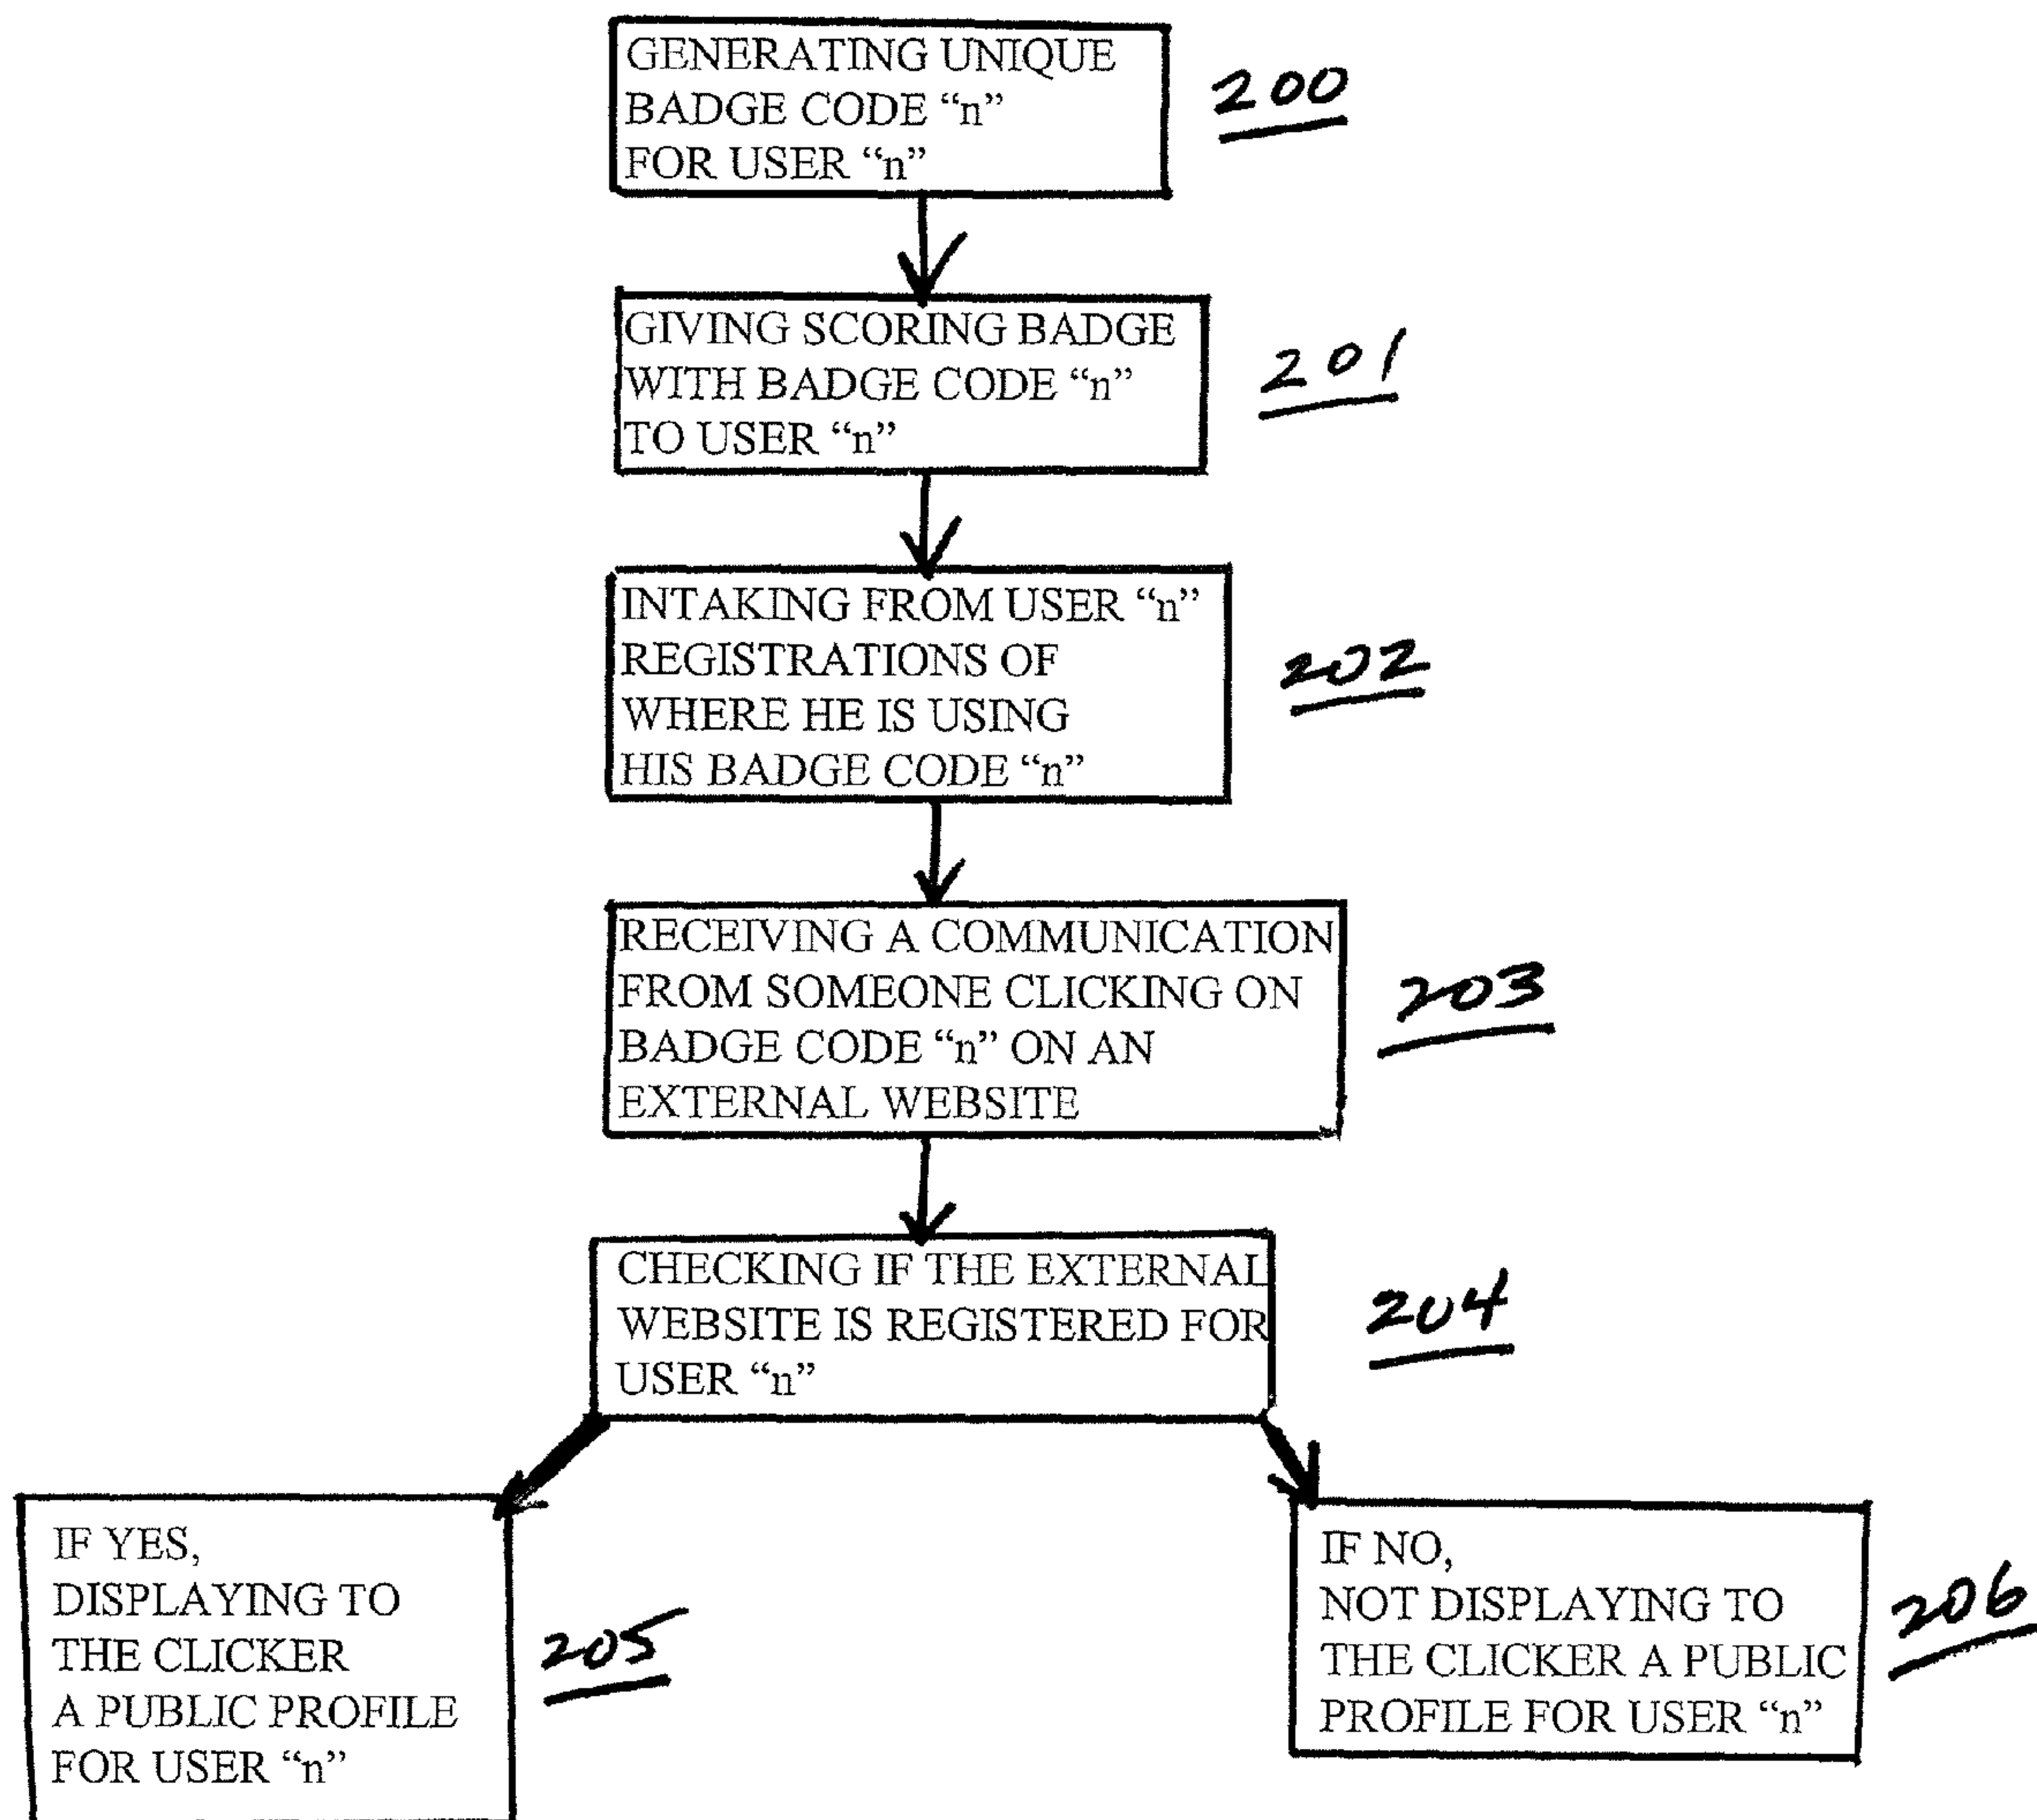 GENERATING UNIQUE
BADGE CODE “n”
FOR USER “n”
200
GIVING SCORING BADGE
WITH BADGE CODE “n”
TO USER “n”
201
INTAKING FROM USER “n”
REGISTRATIONS OF
WHERE HE IS USING
HIS BADGE CODE “n”
202
RECEIVING A COMMUNICATION
FROM SOMEONE CLICKING ON
BADGE CODE “n” ON AN
EXTERNAL WEBSITE
203
CHECKING IF THE EXTERNAL
WEBSITE IS REGISTERED FOR
USER “n”
204
IF YES,
DISPLAYING TO
THE CLICKER
A PUBLIC PROFILE
FOR USER “n”
205
IF NO,
NOT DISPLAYING TO
THE CLICKER A PUBLIC
PROFILE FOR USER “n”
206